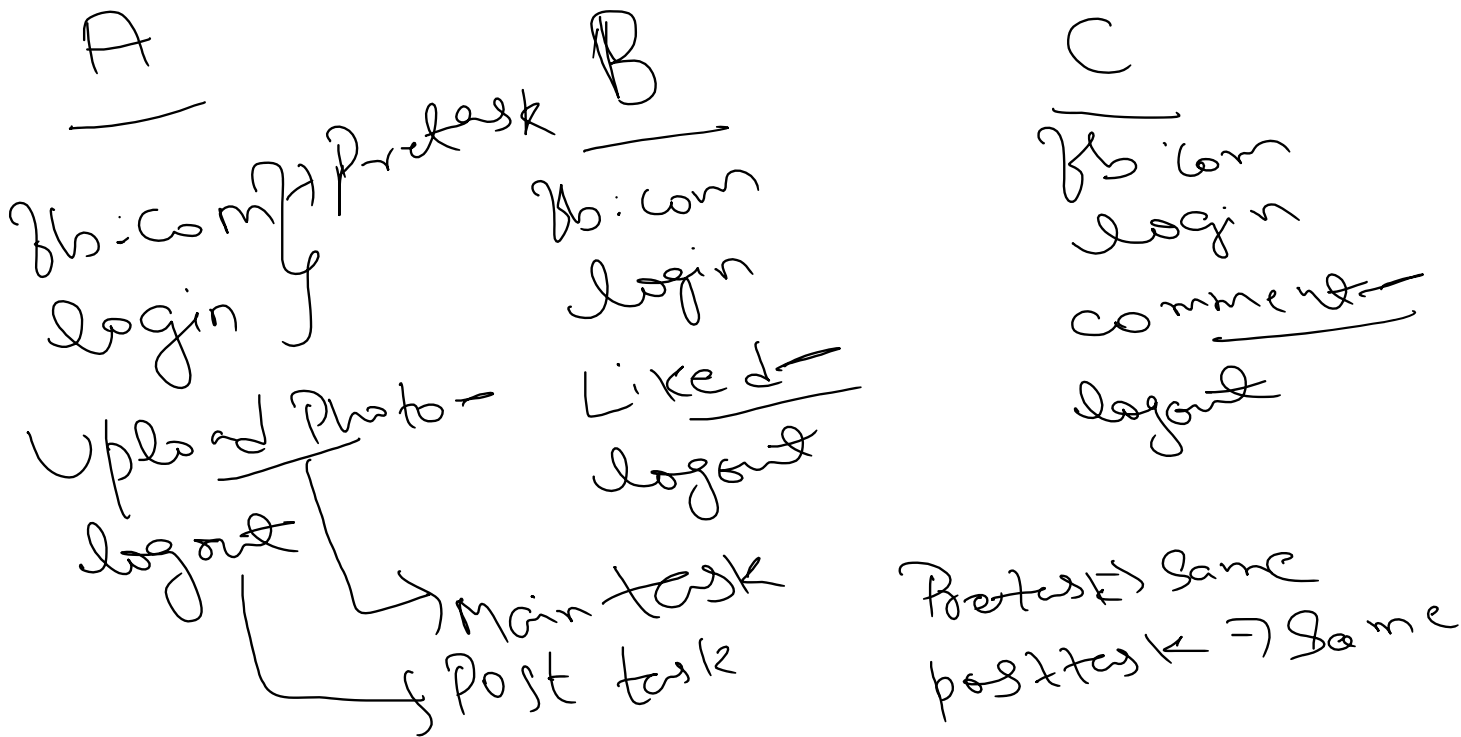 A
fb.com
Pretask
login
Upload Photo
logout
B
fb.com
login
Liked
logout
C
fb.com
login
comment
logout
Main task
Post task
Pretask → Same
posttask → Same